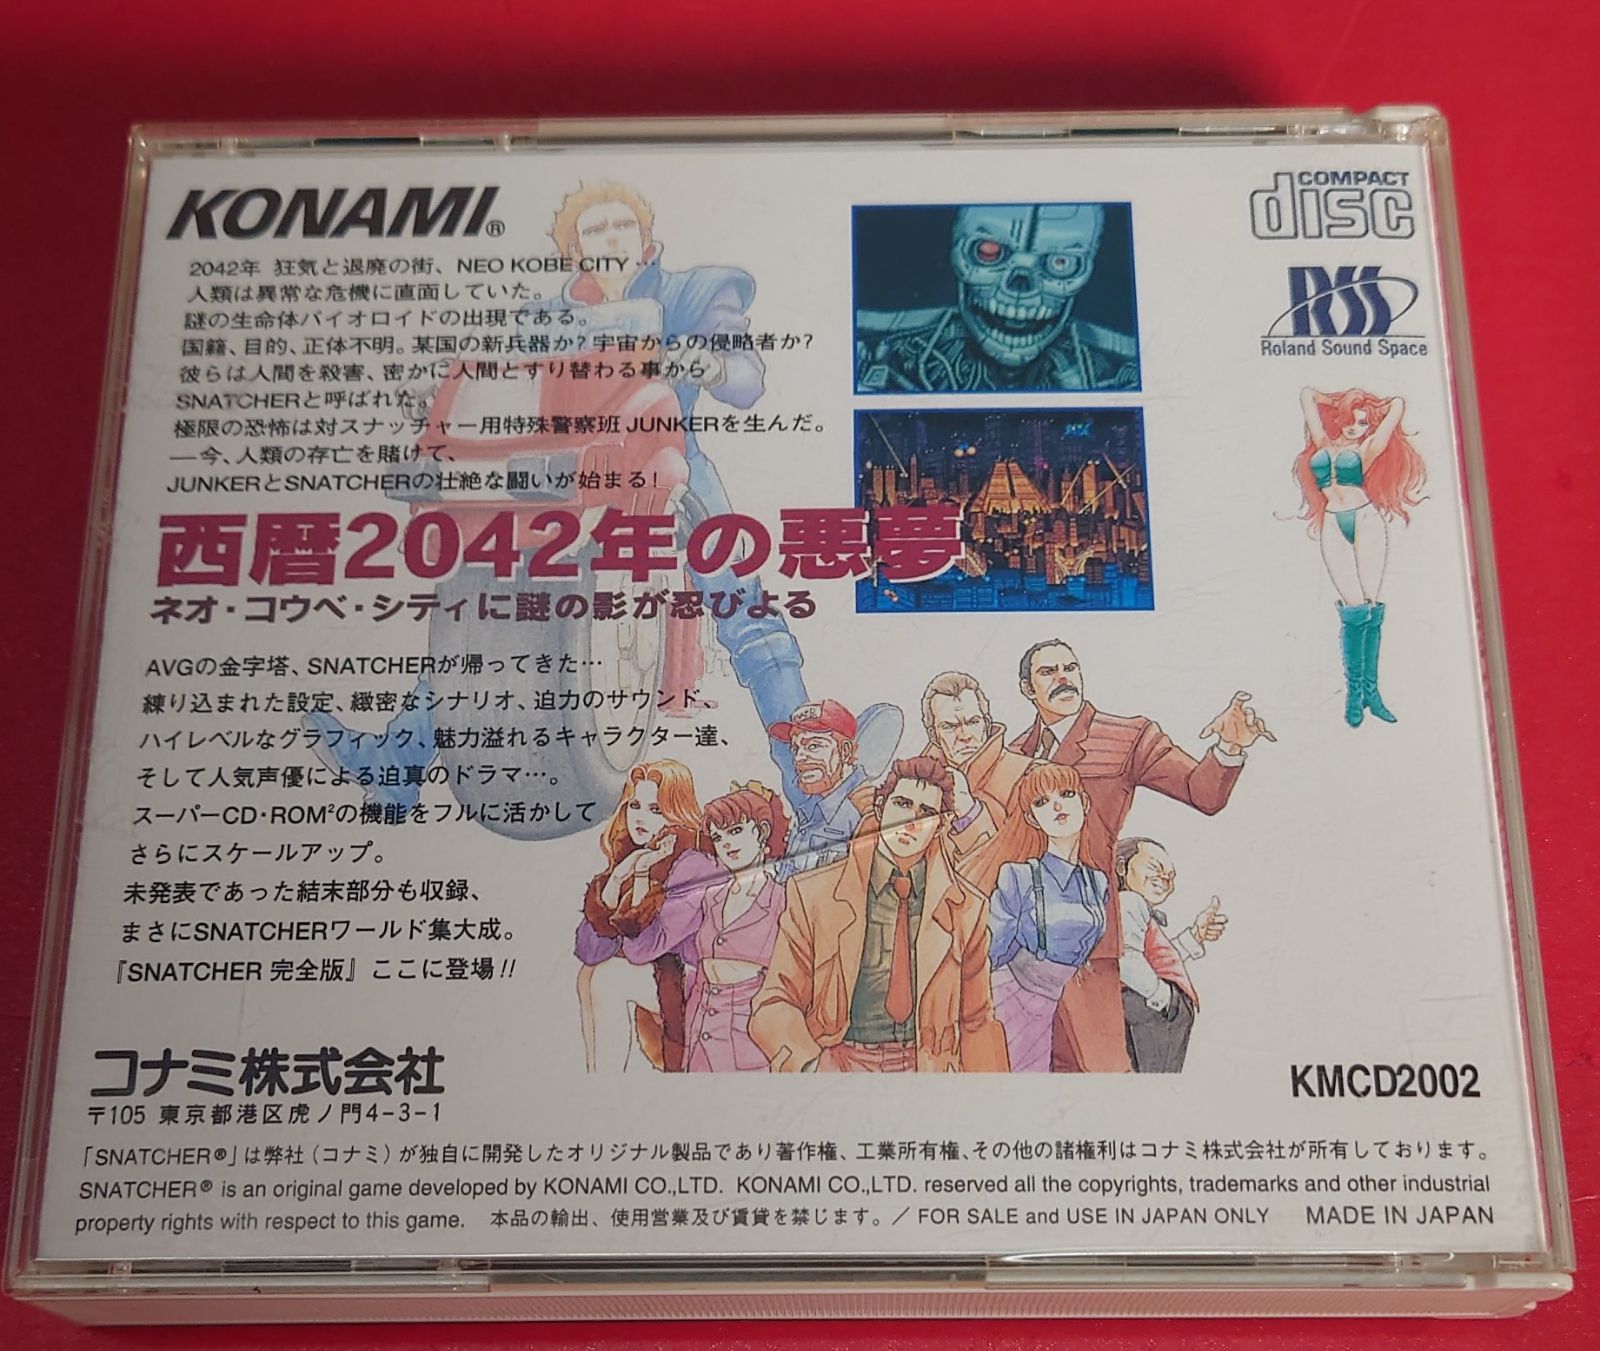 KONAMI®
COMPACT
disc
RSS
Roland Sound Space
2042年 狂気と退廃の街、NEO KOBE CITY…
人類は異常な危機に直面していた。
謎の生命体バイオロイドの出現である。
国籍、目的、正体不明。某国の新兵器か?宇宙からの侵略者か?
彼らは人間を殺害、密かに人間とすり替わる事から
SNATCHERと呼ばれた。
極限の恐怖は対スナッチャー用特殊警察班JUNKERを生んだ。
—今、人類の存亡を賭けて、
JUNKERとSNATCHERの壮絶な闘いが始まる!
西暦2042年の悪夢
ネオ・コウベ・シティに謎の影が忍びよる
AVGの金字塔、SNATCHERが帰ってきた…
練り込まれた設定、緻密なシナリオ、迫力のサウンド、
ハイレベルなグラフィック、魅力溢れるキャラクター達、
そして人気声優による迫真のドラマ…。
スーパーCD・ROM²の機能をフルに活かして
さらにスケールアップ。
未発表であった結末部分も収録、
まさにSNATCHERワールド集大成。
『SNATCHER 完全版』ここに登場!!
コナミ株式会社
〒105 東京都港区虎ノ門4-3-1
KMCD2002
「SNATCHER®」は弊社(コナミ)が独自に開発したオリジナル製品であり著作権、工業所有権、その他の諸権利はコナミ株式会社が所有しております。
SNATCHER® is an original game developed by KONAMI CO.,LTD. KONAMI CO.,LTD. reserved all the copyrights, trademarks and other industrial
property rights with respect to this game. 本品の輸出、使用営業及び賃貸を禁じます。/ FOR SALE and USE IN JAPAN ONLY MADE IN JAPAN